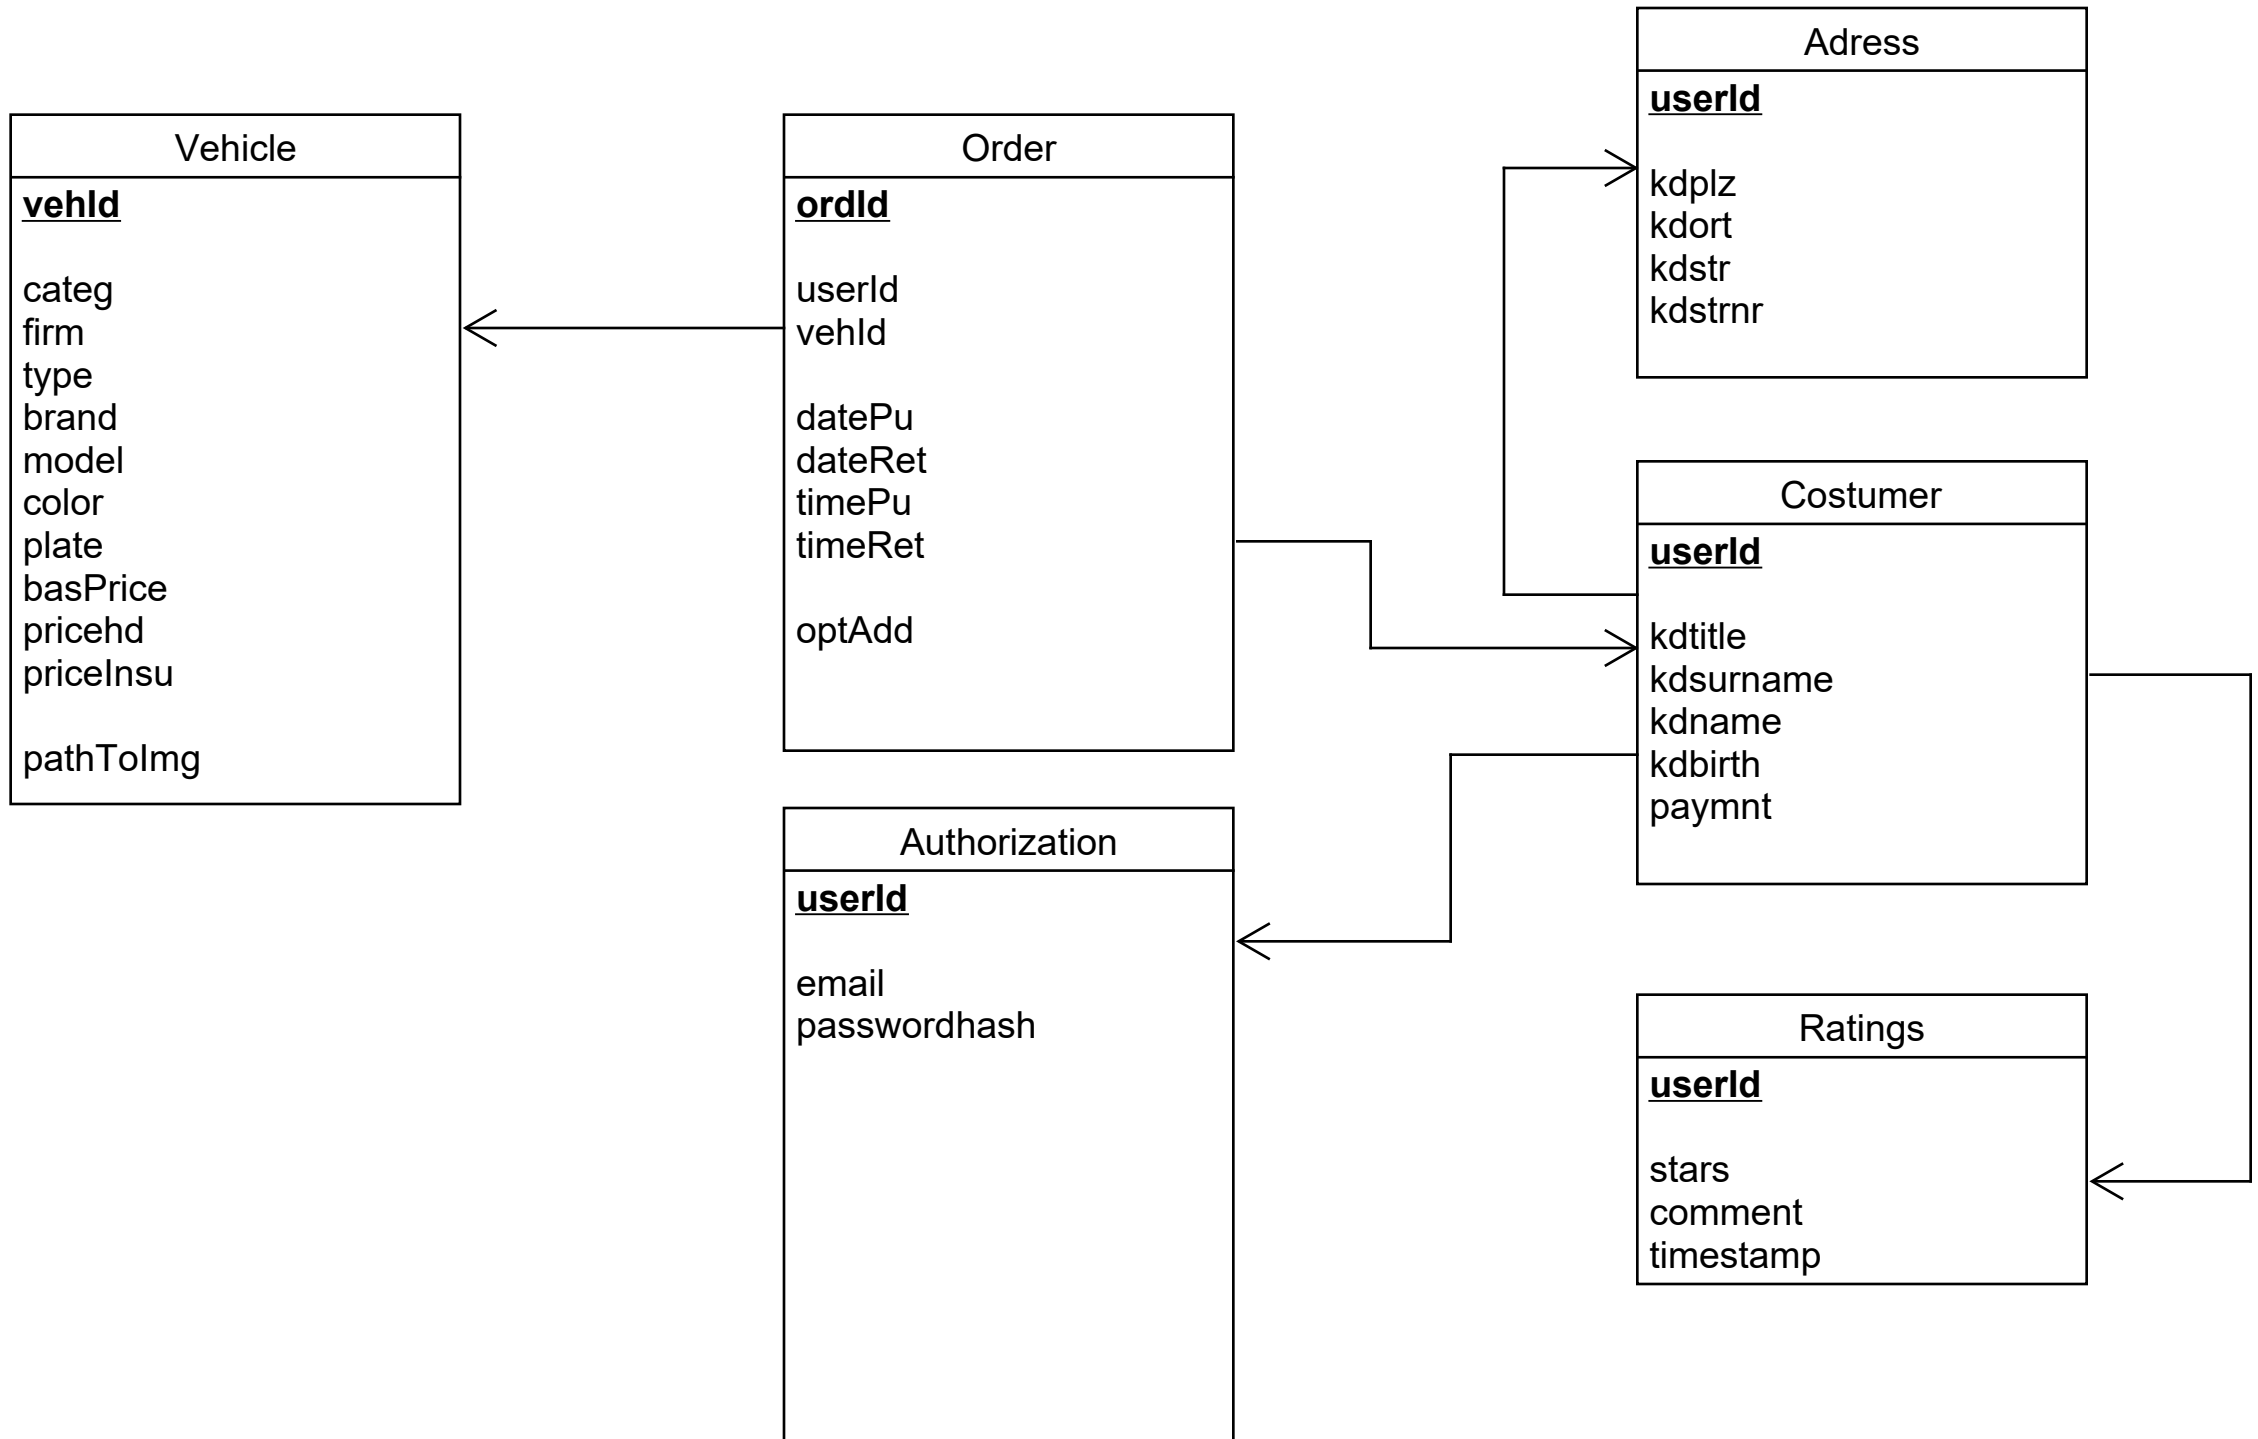 Vehicle
vehId
categ
firm
type
brand
model
color
plate
basPrice
pricehd
priceInsu
pathToImg
Order
ordId
userId
vehId
datePu
dateRet
timePu
timeRet
optAdd
Authorization
userId
email
passwordhash
Adress
userId
kdplz
kdort
kdstr
kdstrnr
Costumer
userId
kdtitle
kdsurname
kdname
kdbirth
paymnt
Ratings
userId
stars
comment
timestamp